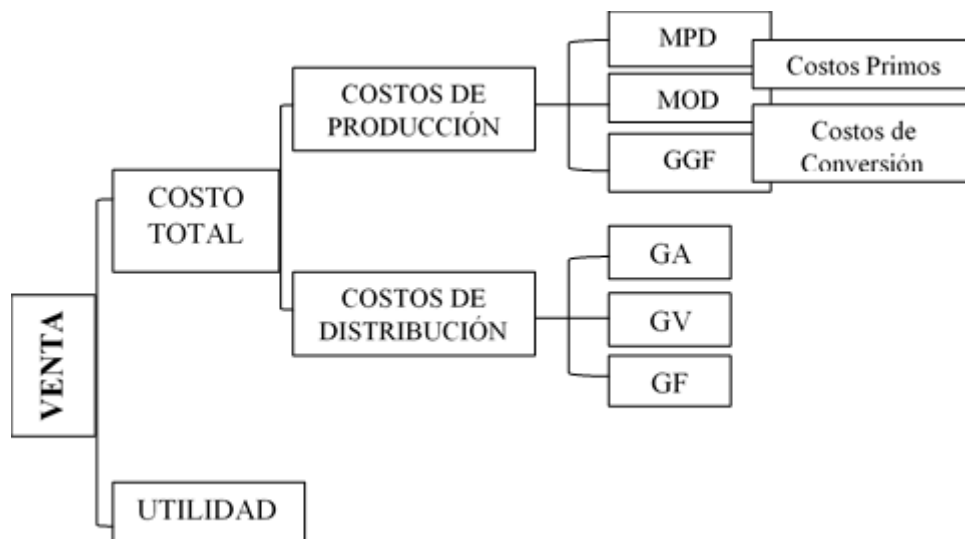 VENTA
COSTO
TOTAL
UTILIDAD
COSTOS DE
PRODUCCIÓN
COSTOS DE
DISTRIBUCIÓN
MPD
MOD
GGF
Costos Primos
Costos de
Conversión
GA
GV
GF